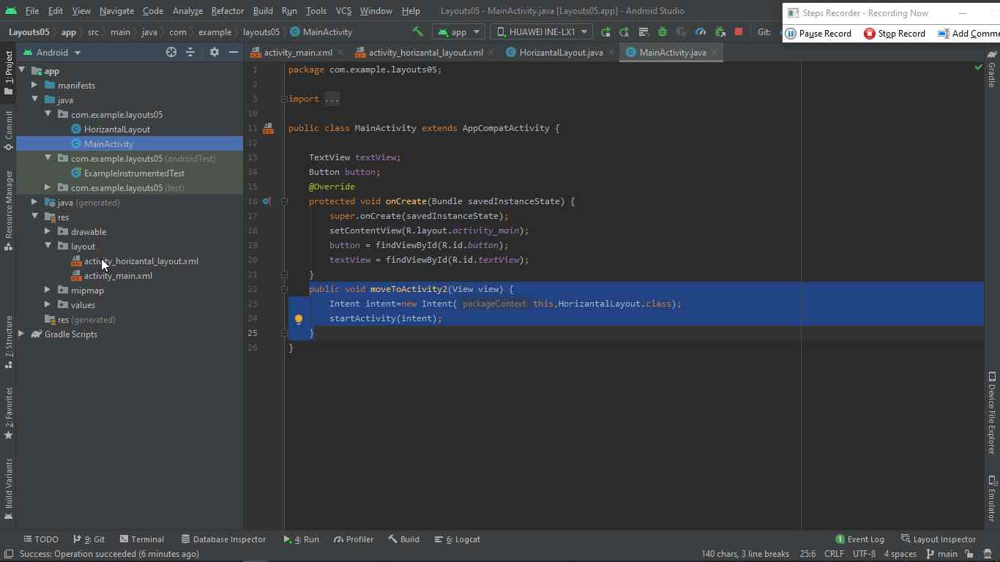 File Edit View Navigate Code Analyze Refactor Build Run Tools VCS Window Help Layouts05 - MainActivity.java [Layouts05.app] - Android Studio
Steps Recorder - Recording Now
Pause Record Stop Record Add Comme
Layouts05 app src main java com example layouts05 MainActivity app HUAWEI INE-LX1 Git:
Android
activity_main.xml activity_horizantal_layout.xml HorizantalLayout.java MainActivity.java
1: Project
Commit
Resource Manager
7: Structure
2: Favorites
Build Variants
app
manifests
java
com.example.layouts05
HorizantalLayout
MainActivity
com.example.layouts05 (androidTest)
ExampleInstrumentedTest
com.example.layouts05 (test)
java (generated)
res
drawable
layout
activity_horizantal_layout.xml
activity_main.xml
mipmap
values
res (generated)
Gradle Scripts
1 package com.example.layouts05;
2
3 import ...
10
11 public class MainActivity extends AppCompatActivity {
12
13 TextView textView;
14 Button button;
15 @Override
16 protected void onCreate(Bundle savedInstanceState) {
17 super.onCreate(savedInstanceState);
18 setContentView(R.layout.activity_main);
19 button = findViewById(R.id.button);
20 textView = findViewById(R.id.textView);
21 }
22 public void moveToActivity2(View view) {
23 Intent intent=new Intent( packageContext: this,HorizantalLayout.class);
24 startActivity(intent);
25 }
26 }
Gradle
Device File Explorer
Emulator
TODO 9: Git Terminal Database Inspector 4: Run Profiler Build 6: Logcat 1 Event Log Layout Inspector
Success: Operation succeeded (6 minutes ago) 140 chars, 3 line breaks 25:6 CRLF UTF-8 4 spaces main